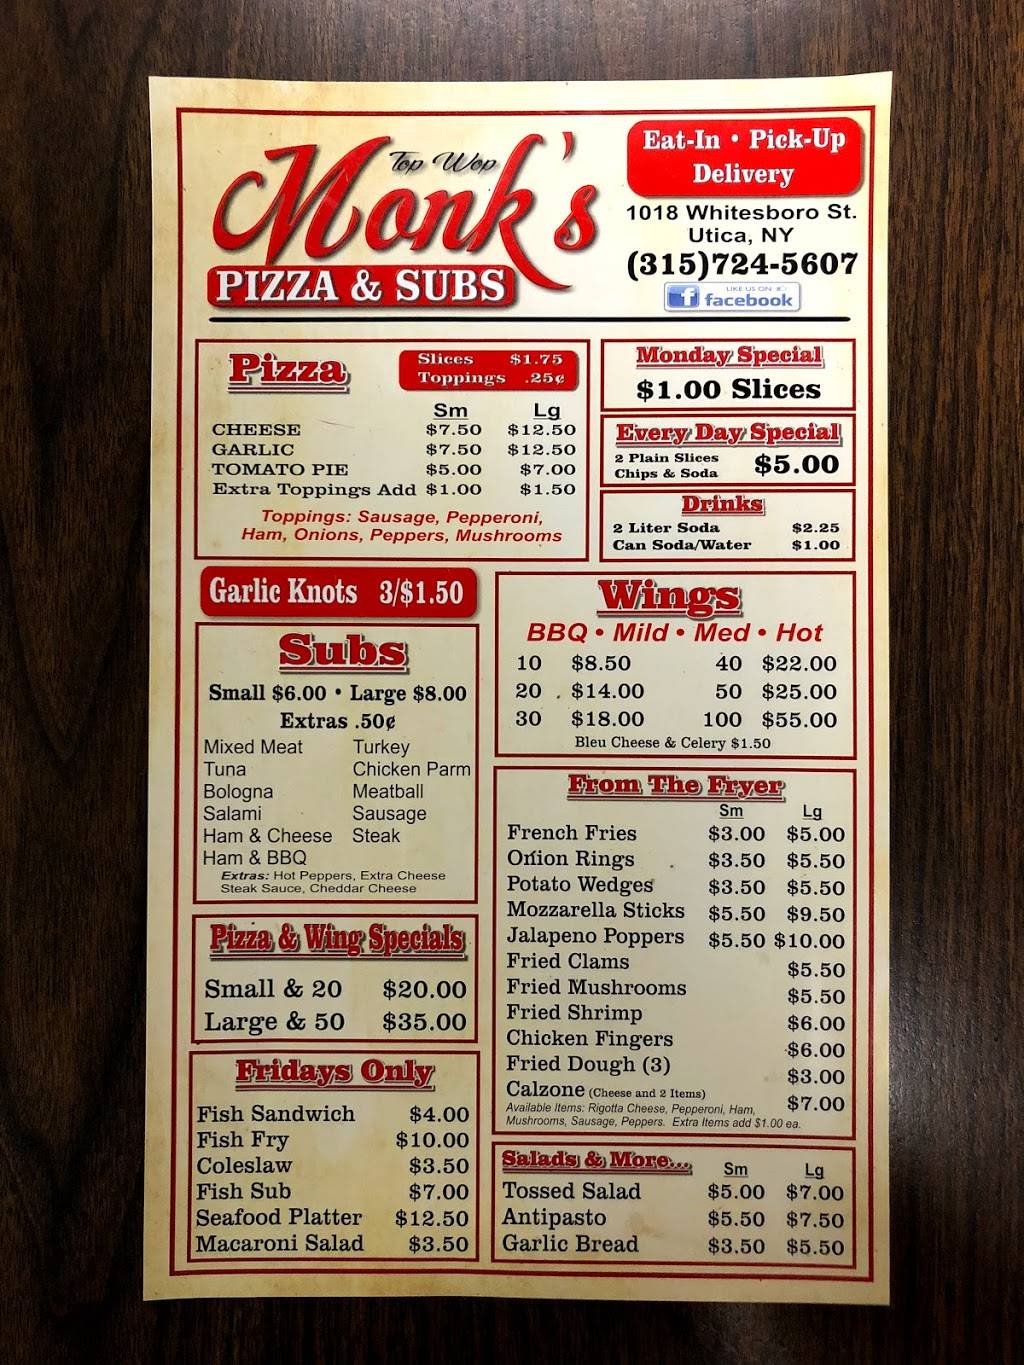 Top Wop
Monk's
PIZZA & SUBS
Eat-In • Pick-Up
Delivery
1018 Whitesboro St.
Utica, NY
(315)724-5607
LIKE US ON
f facebook
Pizza
Slices $1.75
Toppings .25¢
Sm Lg
CHEESE $7.50 $12.50
GARLIC $7.50 $12.50
TOMATO PIE $5.00 $7.00
Extra Toppings Add $1.00 $1.50
Toppings: Sausage, Pepperoni,
Ham, Onions, Peppers, Mushrooms
Monday Special
$1.00 Slices
Every Day Special
2 Plain Slices
Chips & Soda $5.00
Drinks
2 Liter Soda $2.25
Can Soda/Water $1.00
Garlic Knots 3/$1.50
Subs
Small $6.00 • Large $8.00
Extras .50¢
Mixed Meat Turkey
Tuna Chicken Parm
Bologna Meatball
Salami Sausage
Ham & Cheese Steak
Ham & BBQ
Extras: Hot Peppers, Extra Cheese
Steak Sauce, Cheddar Cheese
Pizza & Wing Specials
Small & 20 $20.00
Large & 50 $35.00
Fridays Only
Fish Sandwich $4.00
Fish Fry $10.00
Coleslaw $3.50
Fish Sub $7.00
Seafood Platter $12.50
Macaroni Salad $3.50
Wings
BBQ • Mild • Med • Hot
10 $8.50 40 $22.00
20 $14.00 50 $25.00
30 $18.00 100 $55.00
Bleu Cheese & Celery $1.50
From The Fryer
Sm Lg
French Fries $3.00 $5.00
Onion Rings $3.50 $5.50
Potato Wedges $3.50 $5.50
Mozzarella Sticks $5.50 $9.50
Jalapeno Poppers $5.50 $10.00
Fried Clams $5.50
Fried Mushrooms $5.50
Fried Shrimp $6.00
Chicken Fingers $6.00
Fried Dough (3) $3.00
Calzone (Cheese and 2 Items) $7.00
Available Items: Rigotta Cheese, Pepperoni, Ham,
Mushrooms, Sausage, Peppers. Extra Items add $1.00 ea.
Salads & More...
Sm Lg
Tossed Salad $5.00 $7.00
Antipasto $5.50 $7.50
Garlic Bread $3.50 $5.50